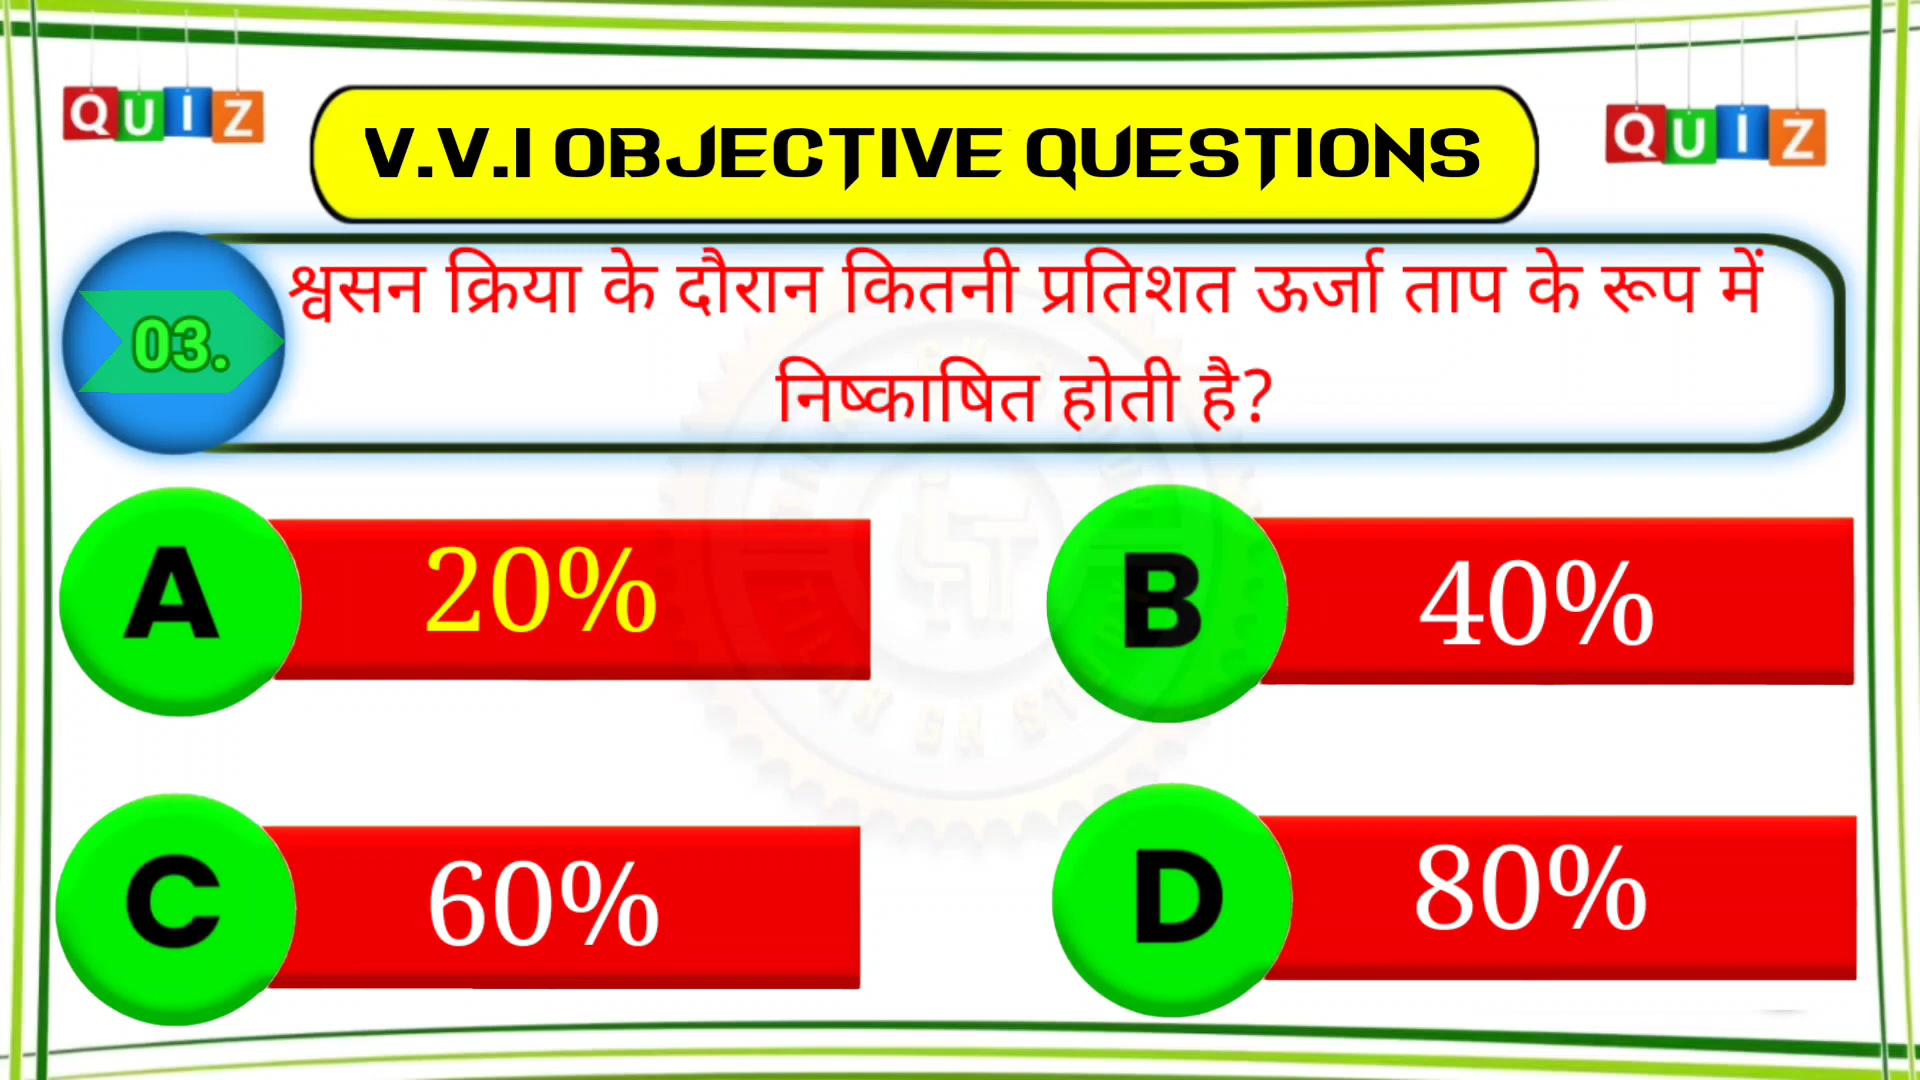 QUIZ
V.V.I OBJECTIVE QUESTIONS
QUIZ
03.
श्वसन क्रिया के दौरान कितनी प्रतिशत ऊर्जा ताप के रूप में
निष्काषित होती है?
A 20%
B 40%
C 60%
D 80%